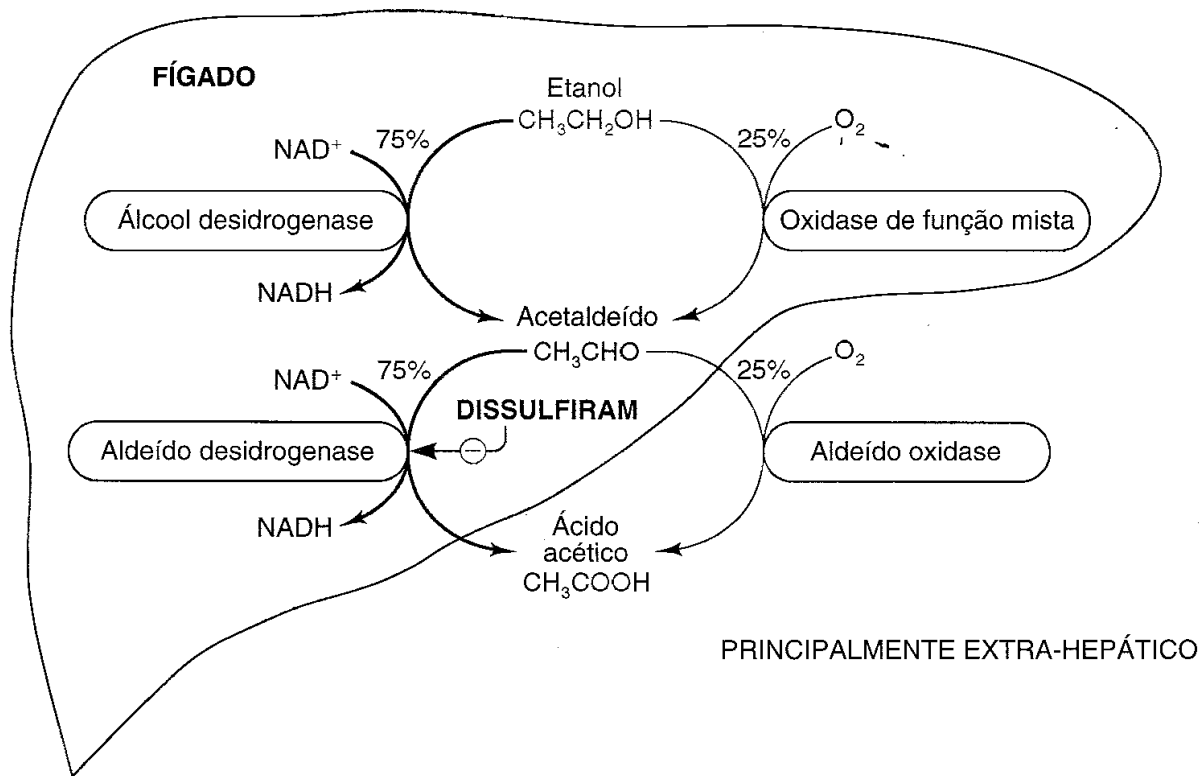 FÍGADO
Etanol
CH₃CH₂OH
75%
25%
O₂
NAD⁺
Álcool desidrogenase
Oxidase de função mista
NADH
Acetaldeído
CH₃CHO
75%
25%
O₂
NAD⁺
DISSULFIRAM
Aldeído desidrogenase
−
Aldeído oxidase
NADH
Ácido
acético
CH₃COOH
PRINCIPALMENTE EXTRA-HEPÁTICO